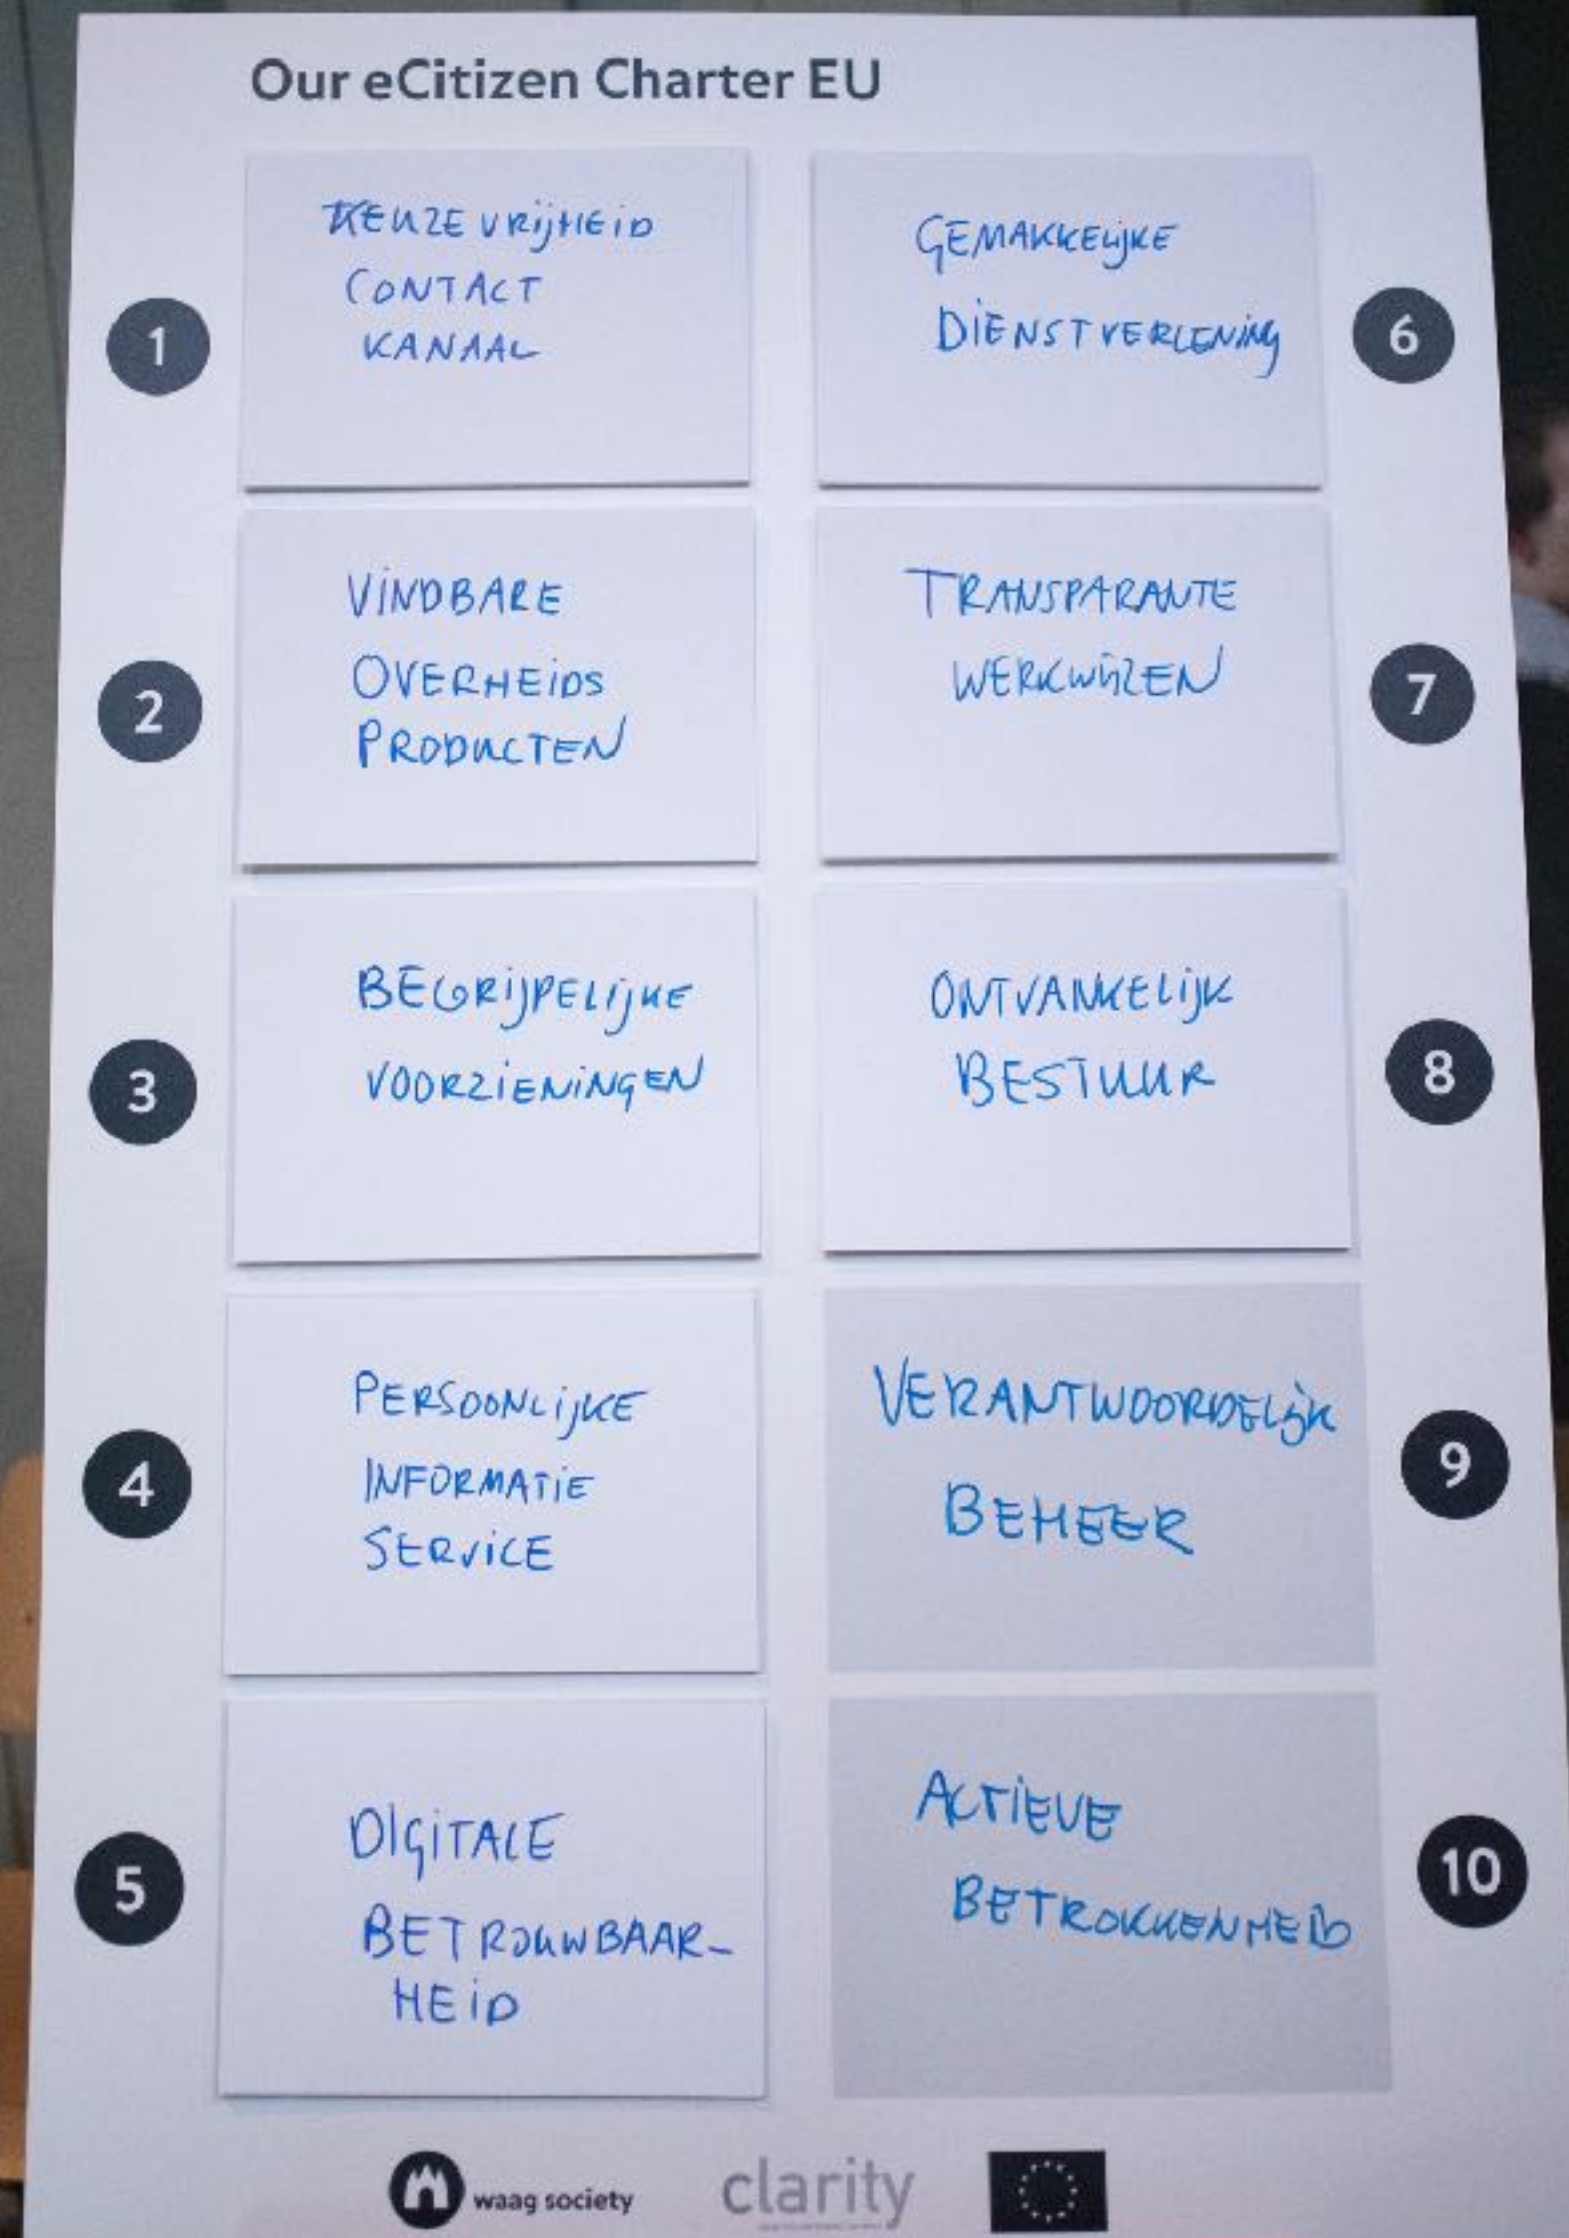 Our eCitizen Charter EU
1
KEUZE VRIJHEID
CONTACT
KANAAL
2
VINDBARE
OVERHEIDS
PRODUCTEN
3
BEGRIJPELIJKE
VOORZIENINGEN
4
PERSOONLIJKE
INFORMATIE
SERVICE
5
DIGITALE
BETROUWBAAR-
HEID
6
GEMAKKELIJKE
DIENSTVERLENING
7
TRANSPARANTE
WERKWIJZEN
8
ONTVANKELIJK
BESTUUR
9
VERANTWOORDELIJK
BEHEER
10
ACTIEVE
BETROKKENHEID
waag society
clarity